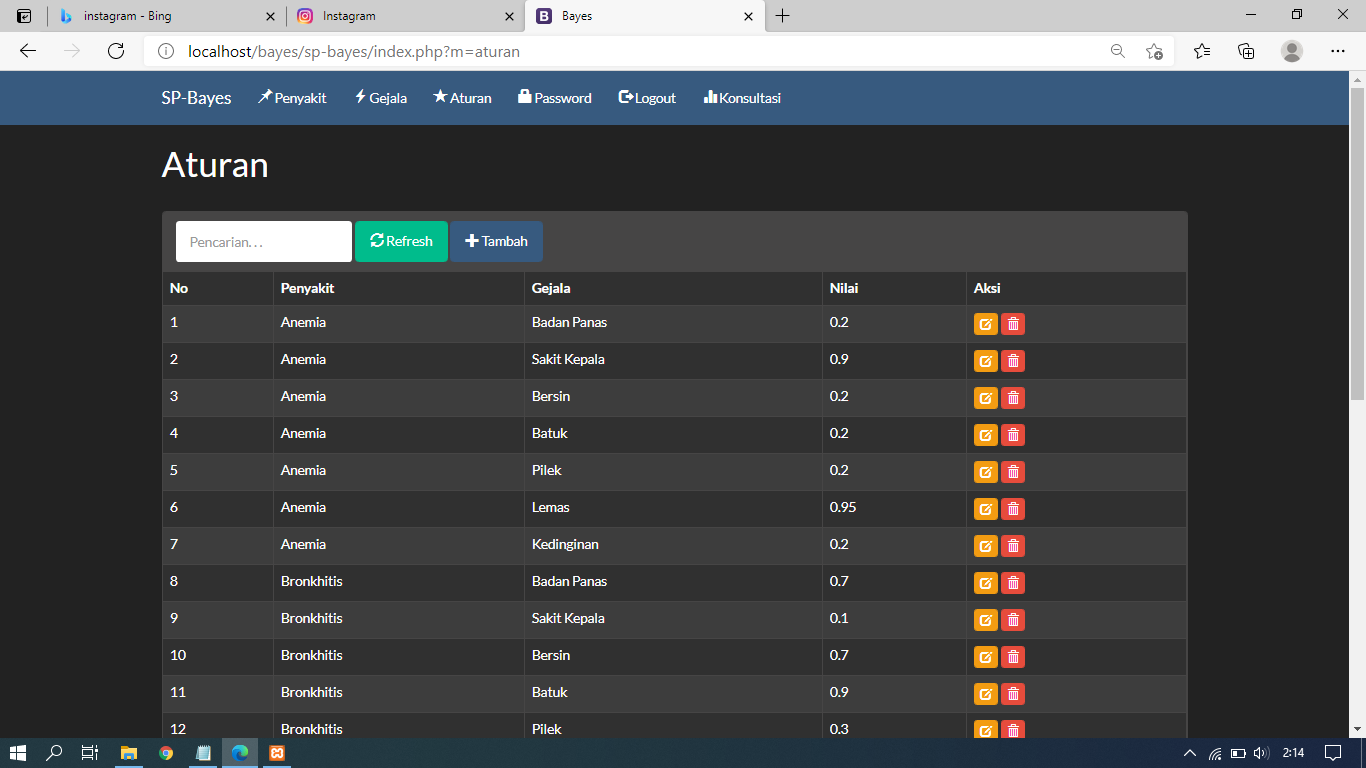 instagram - Bing
Instagram
Bayes
localhost/bayes/sp-bayes/index.php?m=aturan
SP-Bayes Penyakit Gejala Aturan Password Logout Konsultasi
Aturan
Pencarian... Refresh Tambah
No Penyakit Gejala Nilai Aksi
1 Anemia Badan Panas 0.2
2 Anemia Sakit Kepala 0.9
3 Anemia Bersin 0.2
4 Anemia Batuk 0.2
5 Anemia Pilek 0.2
6 Anemia Lemas 0.95
7 Anemia Kedinginan 0.2
8 Bronkhitis Badan Panas 0.7
9 Bronkhitis Sakit Kepala 0.1
10 Bronkhitis Bersin 0.7
11 Bronkhitis Batuk 0.9
12 Bronkhitis Pilek 0.3
2:14